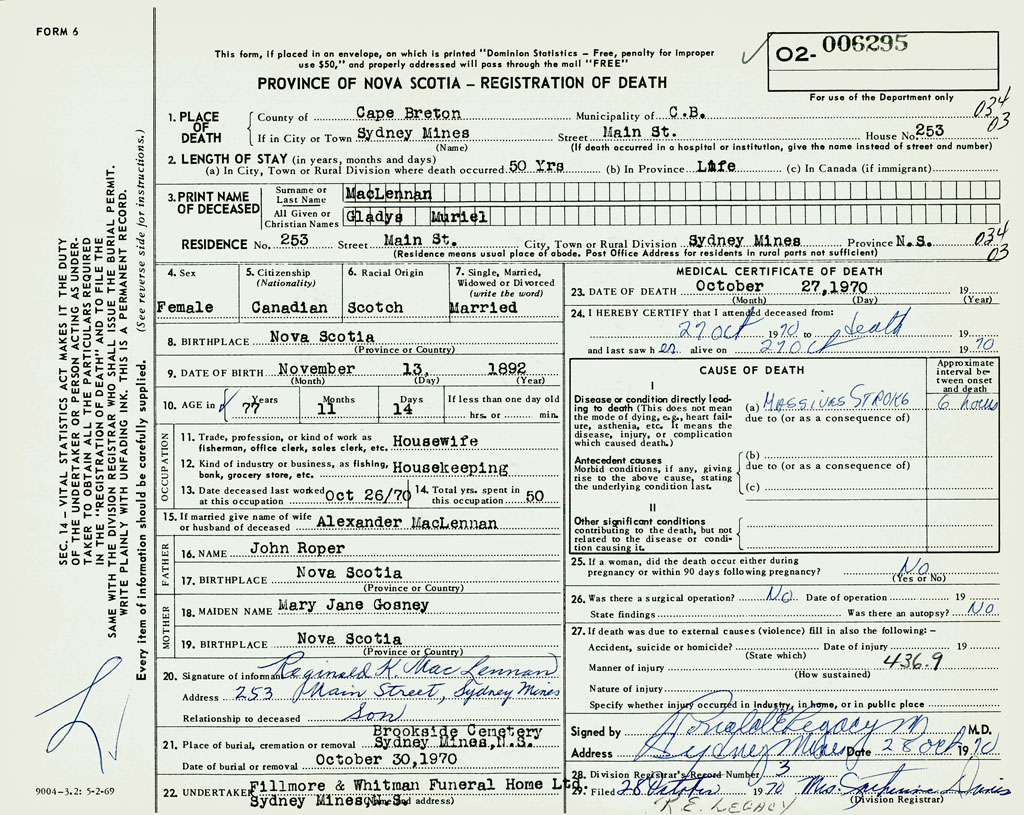 FORM 6
This form, if placed in an envelope, on which is printed "Dominion Statistics – Free, penalty for improper
use $50," and properly addressed will pass through the mail "FREE"
O2- 006295
PROVINCE OF NOVA SCOTIA – REGISTRATION OF DEATH
For use of the Department only
034
03
1. PLACE OF DEATH
County of Cape Breton Municipality of C.B.
If in City or Town Sydney Mines Street Main St. House No. 253
(Name) (If death occurred in a hospital or institution, give the name instead of street and number)
2. LENGTH OF STAY (in years, months and days)
(a) In City, Town or Rural Division where death occurred 50 Yrs (b) In Province Life (c) In Canada (if immigrant)
3. PRINT NAME OF DECEASED
Surname or Last Name MacLennan
All Given or Christian Names Gladys Muriel
RESIDENCE No. 253 Street Main St. City, Town or Rural Division Sydney Mines Province N.S.
034
03
(Residence means usual place of abode. Post Office Address for residents in rural parts not sufficient)
4. Sex
Female
5. Citizenship
(Nationality)
Canadian
6. Racial Origin
Scotch
7. Single, Married,
Widowed or Divorced
(write the word)
Married
8. BIRTHPLACE Nova Scotia
(Province or Country)
9. DATE OF BIRTH November 13, 1892
(Month) (Day) (Year)
10. AGE in Years Months Days If less than one day old
77 11 14 hrs. or min.
OCCUPATION
11. Trade, profession, or kind of work as
fisherman, office clerk, sales clerk, etc. Housewife
12. Kind of industry or business, as fishing,
bank, grocery store, etc. Housekeeping
13. Date deceased last worked
at this occupation Oct 26/70
14. Total yrs. spent in
this occupation 50
15. If married give name of wife
or husband of deceased Alexander MacLennan
FATHER
16. NAME John Roper
17. BIRTHPLACE Nova Scotia
(Province or Country)
MOTHER
18. MAIDEN NAME Mary Jane Gosney
19. BIRTHPLACE Nova Scotia
(Province or Country)
20. Signature of informant Reginald K. MacLennan
Address 253 Main Street, Sydney Mines
Relationship to deceased Son
21. Place of burial, cremation or removal Brookside Cemetery
Sydney Mines, N.S.
Date of burial or removal October 30, 1970
22. UNDERTAKER Fillmore & Whitman Funeral Home Ltd.
Sydney Mines, N.S.
(Name and address)
MEDICAL CERTIFICATE OF DEATH
23. DATE OF DEATH October 27, 1970 19
(Month) (Day) (Year)
24. I HEREBY CERTIFY that I attended deceased from:
27 Oct 1970 to death 19
and last saw her alive on 27 Oct 1970
CAUSE OF DEATH
Approximate
interval be-
tween onset
and death
I
Disease or condition directly lead-
ing to death (This does not mean
the mode of dying, e.g., heart fail-
ure, asthenia, etc. It means the
disease, injury, or complication
which caused death.)
(a) MASSIVE STROKE
6 hours
due to (or as a consequence of)
Antecedent causes
Morbid conditions, if any, giving
rise to the above cause, stating
the underlying condition last.
(b)
due to (or as a consequence of)
(c)
II
Other significant conditions
contributing to the death, but not
related to the disease or condi-
tion causing it.
25. If a woman, did the death occur either during
pregnancy or within 90 days following pregnancy? No
(Yes or No)
26. Was there a surgical operation? No Date of operation 19
State findings Was there an autopsy? No
27. If death was due to external causes (violence) fill in also the following: –
Accident, suicide or homicide? Date of injury 19
(State which)
436.9
Manner of injury
(How sustained)
Nature of injury
Specify whether injury occurred in Industry, in home, or in public place
Signed by M.D.
Address Sydney Mines Date 28 Oct 1970
28. Division Registrar's Record Number 3
29. Filed 28 October 1970 Mrs. Catherine Davis
(Division Registrar)
R.E. LEGACY
SEC. 14 – VITAL STATISTICS ACT MAKES IT THE DUTY
OF THE UNDERTAKER OR PERSON ACTING AS UNDER-
TAKER TO OBTAIN ALL THE PARTICULARS REQUIRED
IN THE "REGISTRATION OF DEATH" AND TO FILE THE
SAME WITH THE DIVISION REGISTRAR WHO SHALL ISSUE THE BURIAL PERMIT.
WRITE PLAINLY WITH UNFADING INK. THIS IS A PERMANENT RECORD.
Every item of information should be carefully supplied. (See reverse side for instructions.)
9004-3.2: 5-2-69